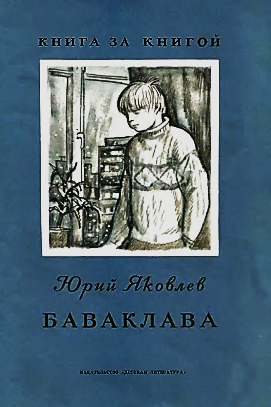 КНИГА ЗА КНИГОЙ
Юрий Яковлев
БАВАКЛАВА
ИЗДАТЕЛЬСТВО «ДЕТСКАЯ ЛИТЕРАТУРА»